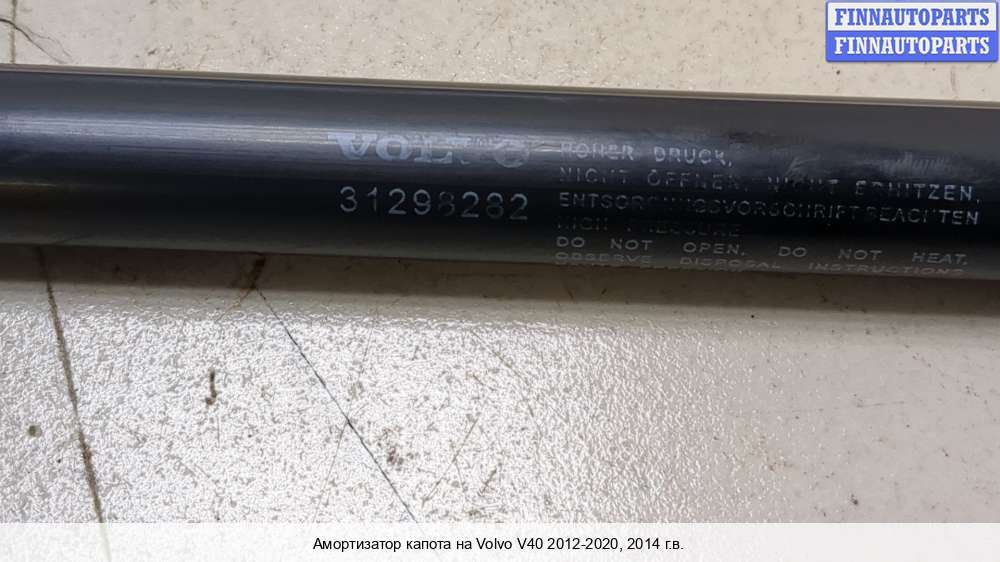 FINNAUTOPARTS
FINNAUTOPARTS
VOLVO
31298282
HOHER DRUCK,
NICHT ÖFFNEN, NICHT ERHITZEN,
ENTSORGUNGSVORSCHRIFT BEACHTEN
HIGH PRESSURE
DO NOT OPEN. DO NOT HEAT.
OBSERVE DISPOSAL INSTRUCTIONS
Амортизатор капота на Volvo V40 2012-2020, 2014 г.в.